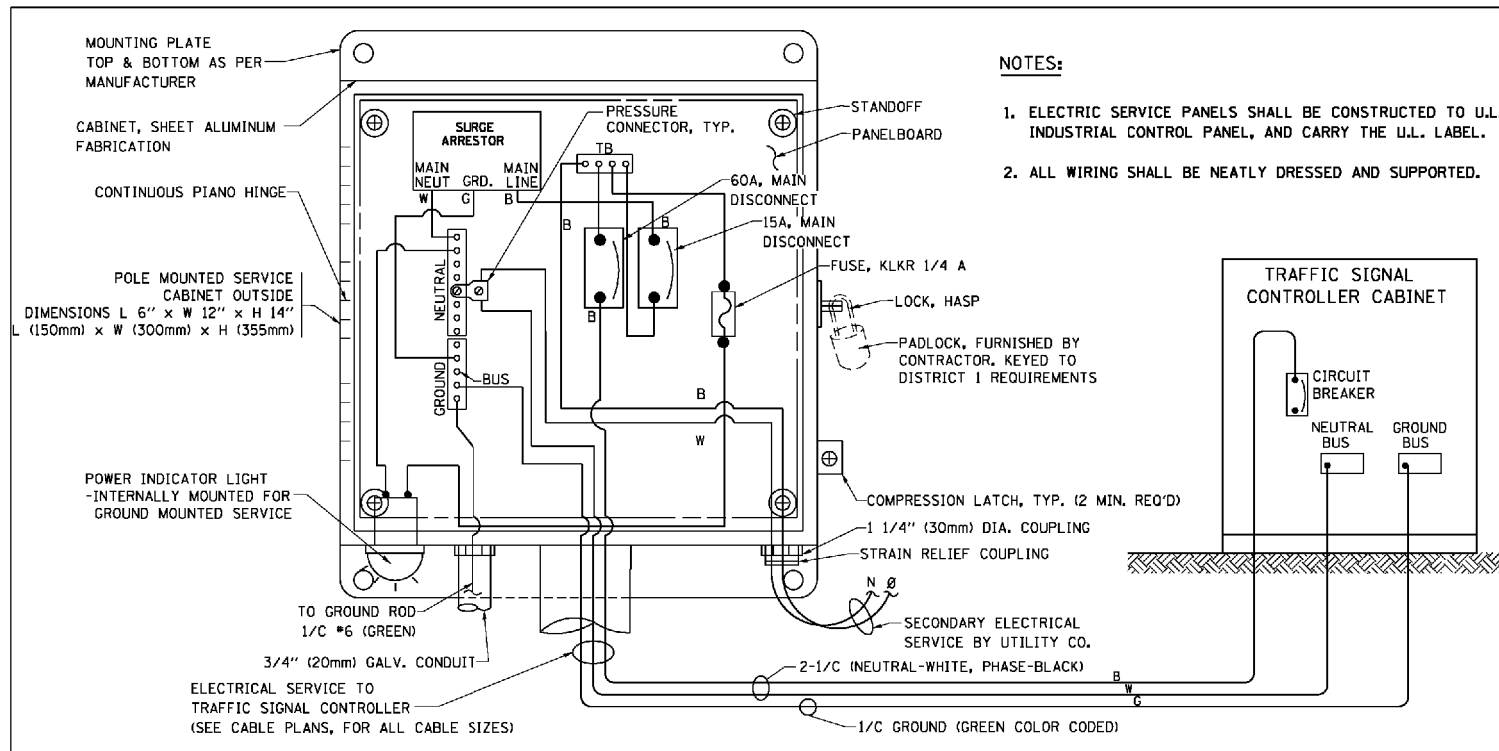 MOUNTING PLATE
TOP & BOTTOM AS PER
MANUFACTURER
CABINET, SHEET ALUMINUM
FABRICATION
CONTINUOUS PIANO HINGE
POLE MOUNTED SERVICE
CABINET OUTSIDE
DIMENSIONS L 6" x W 12" x H 14"
L (150mm) x W (300mm) x H (355mm)
POWER INDICATOR LIGHT
-INTERNALLY MOUNTED FOR
GROUND MOUNTED SERVICE
SURGE
ARRESTOR
MAIN
NEUT
GRD.
MAIN
LINE
W
G
B
PRESSURE
CONNECTOR, TYP.
TB
STANDOFF
PANELBOARD
60A, MAIN
DISCONNECT
B
B
15A, MAIN
DISCONNECT
FUSE, KLKR 1/4 A
NEUTRAL
B
LOCK, HASP
PADLOCK, FURNISHED BY
CONTRACTOR. KEYED TO
DISTRICT 1 REQUIREMENTS
GROUND
BUS
B
W
COMPRESSION LATCH, TYP. (2 MIN. REQ'D)
1 1/4" (30mm) DIA. COUPLING
STRAIN RELIEF COUPLING
N Ø
SECONDARY ELECTRICAL
SERVICE BY UTILITY CO.
TO GROUND ROD
1/C #6 (GREEN)
3/4" (20mm) GALV. CONDUIT
ELECTRICAL SERVICE TO
TRAFFIC SIGNAL CONTROLLER
(SEE CABLE PLANS, FOR ALL CABLE SIZES)
2-1/C (NEUTRAL-WHITE, PHASE-BLACK)
B
W
G
1/C GROUND (GREEN COLOR CODED)
NOTES:
1. ELECTRIC SERVICE PANELS SHALL BE CONSTRUCTED TO U.L.
INDUSTRIAL CONTROL PANEL, AND CARRY THE U.L. LABEL.
2. ALL WIRING SHALL BE NEATLY DRESSED AND SUPPORTED.
TRAFFIC SIGNAL
CONTROLLER CABINET
CIRCUIT
BREAKER
NEUTRAL
BUS
GROUND
BUS